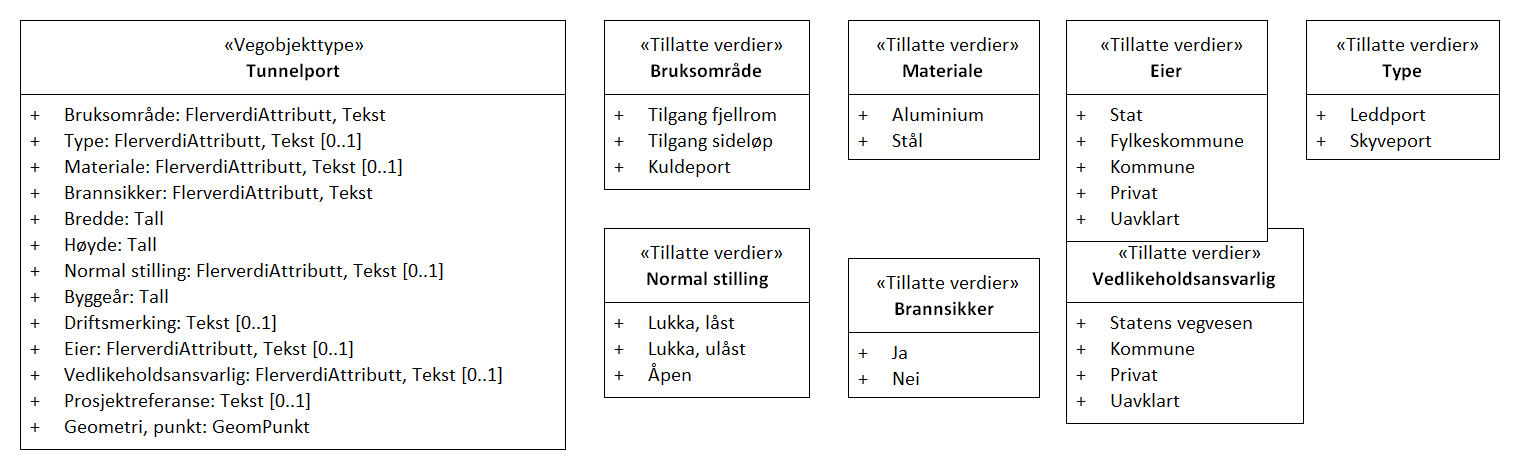 «Vegobjekttype»
Tunnelport
+ Bruksområde: FlerverdiAttributt, Tekst
+ Type: FlerverdiAttributt, Tekst [0..1]
+ Materiale: FlerverdiAttributt, Tekst [0..1]
+ Brannsikker: FlerverdiAttributt, Tekst
+ Bredde: Tall
+ Høyde: Tall
+ Normal stilling: FlerverdiAttributt, Tekst [0..1]
+ Byggeår: Tall
+ Driftsmerking: Tekst [0..1]
+ Eier: FlerverdiAttributt, Tekst [0..1]
+ Vedlikeholdsansvarlig: FlerverdiAttributt, Tekst [0..1]
+ Prosjektreferanse: Tekst [0..1]
+ Geometri, punkt: GeomPunkt
«Tillatte verdier»
Bruksområde
+ Tilgang fjellrom
+ Tilgang sideløp
+ Kuldeport
«Tillatte verdier»
Materiale
+ Aluminium
+ Stål
«Tillatte verdier»
Eier
+ Stat
+ Fylkeskommune
+ Kommune
+ Privat
+ Uavklart
«Tillatte verdier»
Type
+ Leddport
+ Skyveport
«Tillatte verdier»
Normal stilling
+ Lukka, låst
+ Lukka, ulåst
+ Åpen
«Tillatte verdier»
Brannsikker
+ Ja
+ Nei
«Tillatte verdier»
Vedlikeholdsansvarlig
+ Statens vegvesen
+ Kommune
+ Privat
+ Uavklart